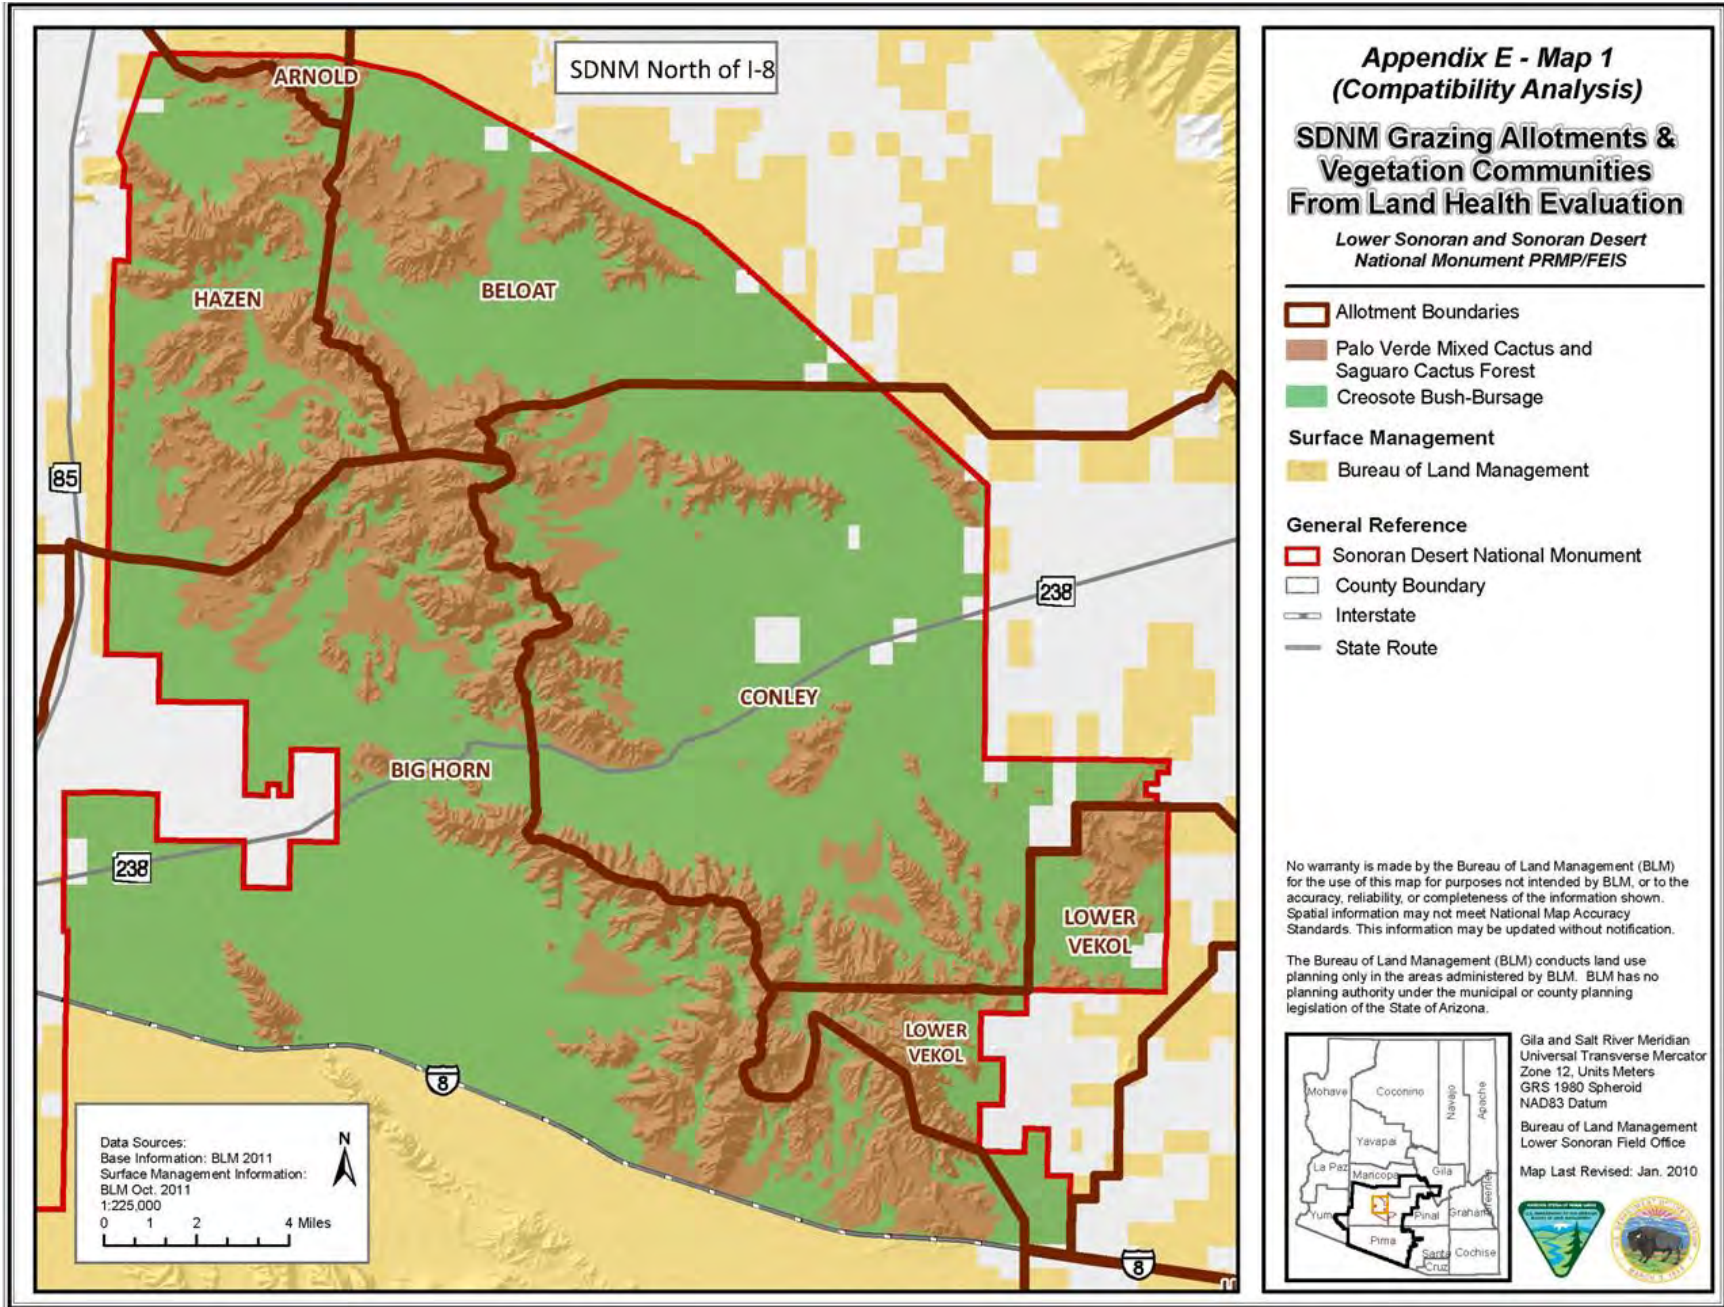 SDNM North of I-8
ARNOLD
HAZEN
BELOAT
85
238
CONLEY
BIG HORN
238
LOWER
VEKOL
LOWER
VEKOL
8
8
Data Sources:
Base Information: BLM 2011
Surface Management Information:
BLM Oct. 2011
1:225,000
N
0 1 2 4 Miles
Appendix E - Map 1
(Compatibility Analysis)
SDNM Grazing Allotments &
Vegetation Communities
From Land Health Evaluation
Lower Sonoran and Sonoran Desert
National Monument PRMP/FEIS
Allotment Boundaries
Palo Verde Mixed Cactus and
Saguaro Cactus Forest
Creosote Bush-Bursage
Surface Management
Bureau of Land Management
General Reference
Sonoran Desert National Monument
County Boundary
Interstate
State Route
No warranty is made by the Bureau of Land Management (BLM)
for the use of this map for purposes not intended by BLM, or to the
accuracy, reliability, or completeness of the information shown.
Spatial information may not meet National Map Accuracy
Standards. This information may be updated without notification.
The Bureau of Land Management (BLM) conducts land use
planning only in the areas administered by BLM. BLM has no
planning authority under the municipal or county planning
legislation of the State of Arizona.
Mohave
Coconino
Navajo
Apache
Yavapai
La Paz
Maricopa
Gila
Greenlee
Yum
Pinal
Graham
Pima
Santa
Cruz
Cochise
Gila and Salt River Meridian
Universal Transverse Mercator
Zone 12, Units Meters
GRS 1980 Spheroid
NAD83 Datum
Bureau of Land Management
Lower Sonoran Field Office
Map Last Revised: Jan. 2010